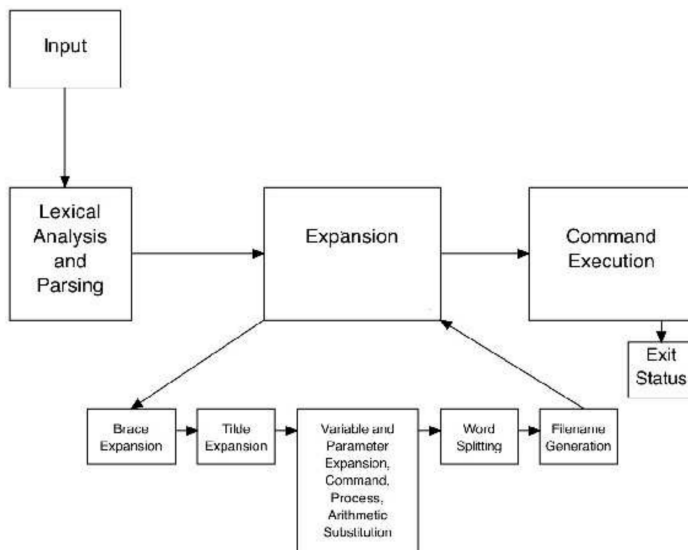 Input
Lexical
Analysis
and
Parsing
Expansion
Command
Execution
Exit
Status
Brace
Expansion
Tilde
Expansion
Variable and
Parameter
Expansion,
Command,
Process,
Arithmetic
Substitution
Word
Splitting
Filename
Generation